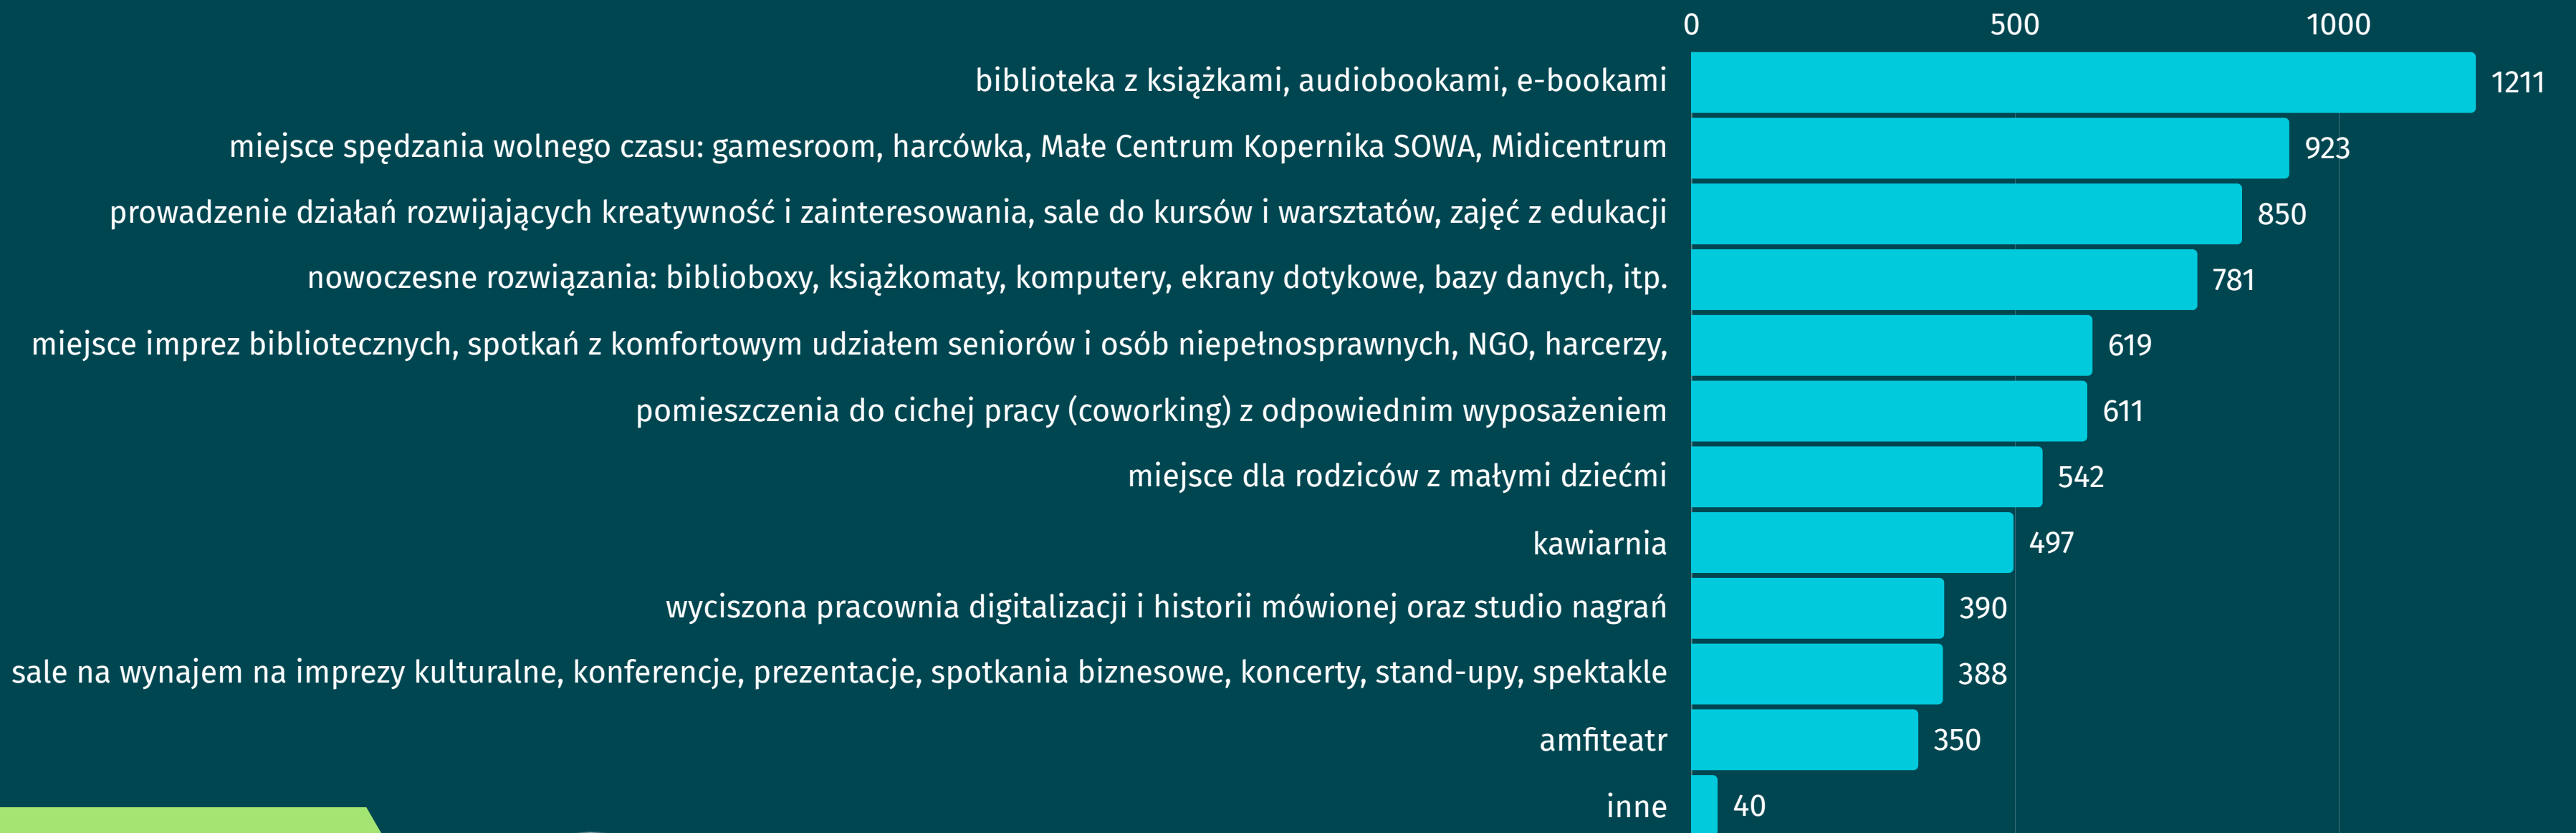 0 500 1000
biblioteka z książkami, audiobookami, e-bookami 1211
miejsce spędzania wolnego czasu: gamesroom, harcówka, Małe Centrum Kopernika SOWA, Midicentrum 923
prowadzenie działań rozwijających kreatywność i zainteresowania, sale do kursów i warsztatów, zajęć z edukacji 850
nowoczesne rozwiązania: biblioboxy, książkomaty, komputery, ekrany dotykowe, bazy danych, itp. 781
miejsce imprez bibliotecznych, spotkań z komfortowym udziałem seniorów i osób niepełnosprawnych, NGO, harcerzy, 619
pomieszczenia do cichej pracy (coworking) z odpowiednim wyposażeniem 611
miejsce dla rodziców z małymi dziećmi 542
kawiarnia 497
wyciszona pracownia digitalizacji i historii mówionej oraz studio nagrań 390
sale na wynajem na imprezy kulturalne, konferencje, prezentacje, spotkania biznesowe, koncerty, stand-upy, spektakle 388
amfiteatr 350
inne 40